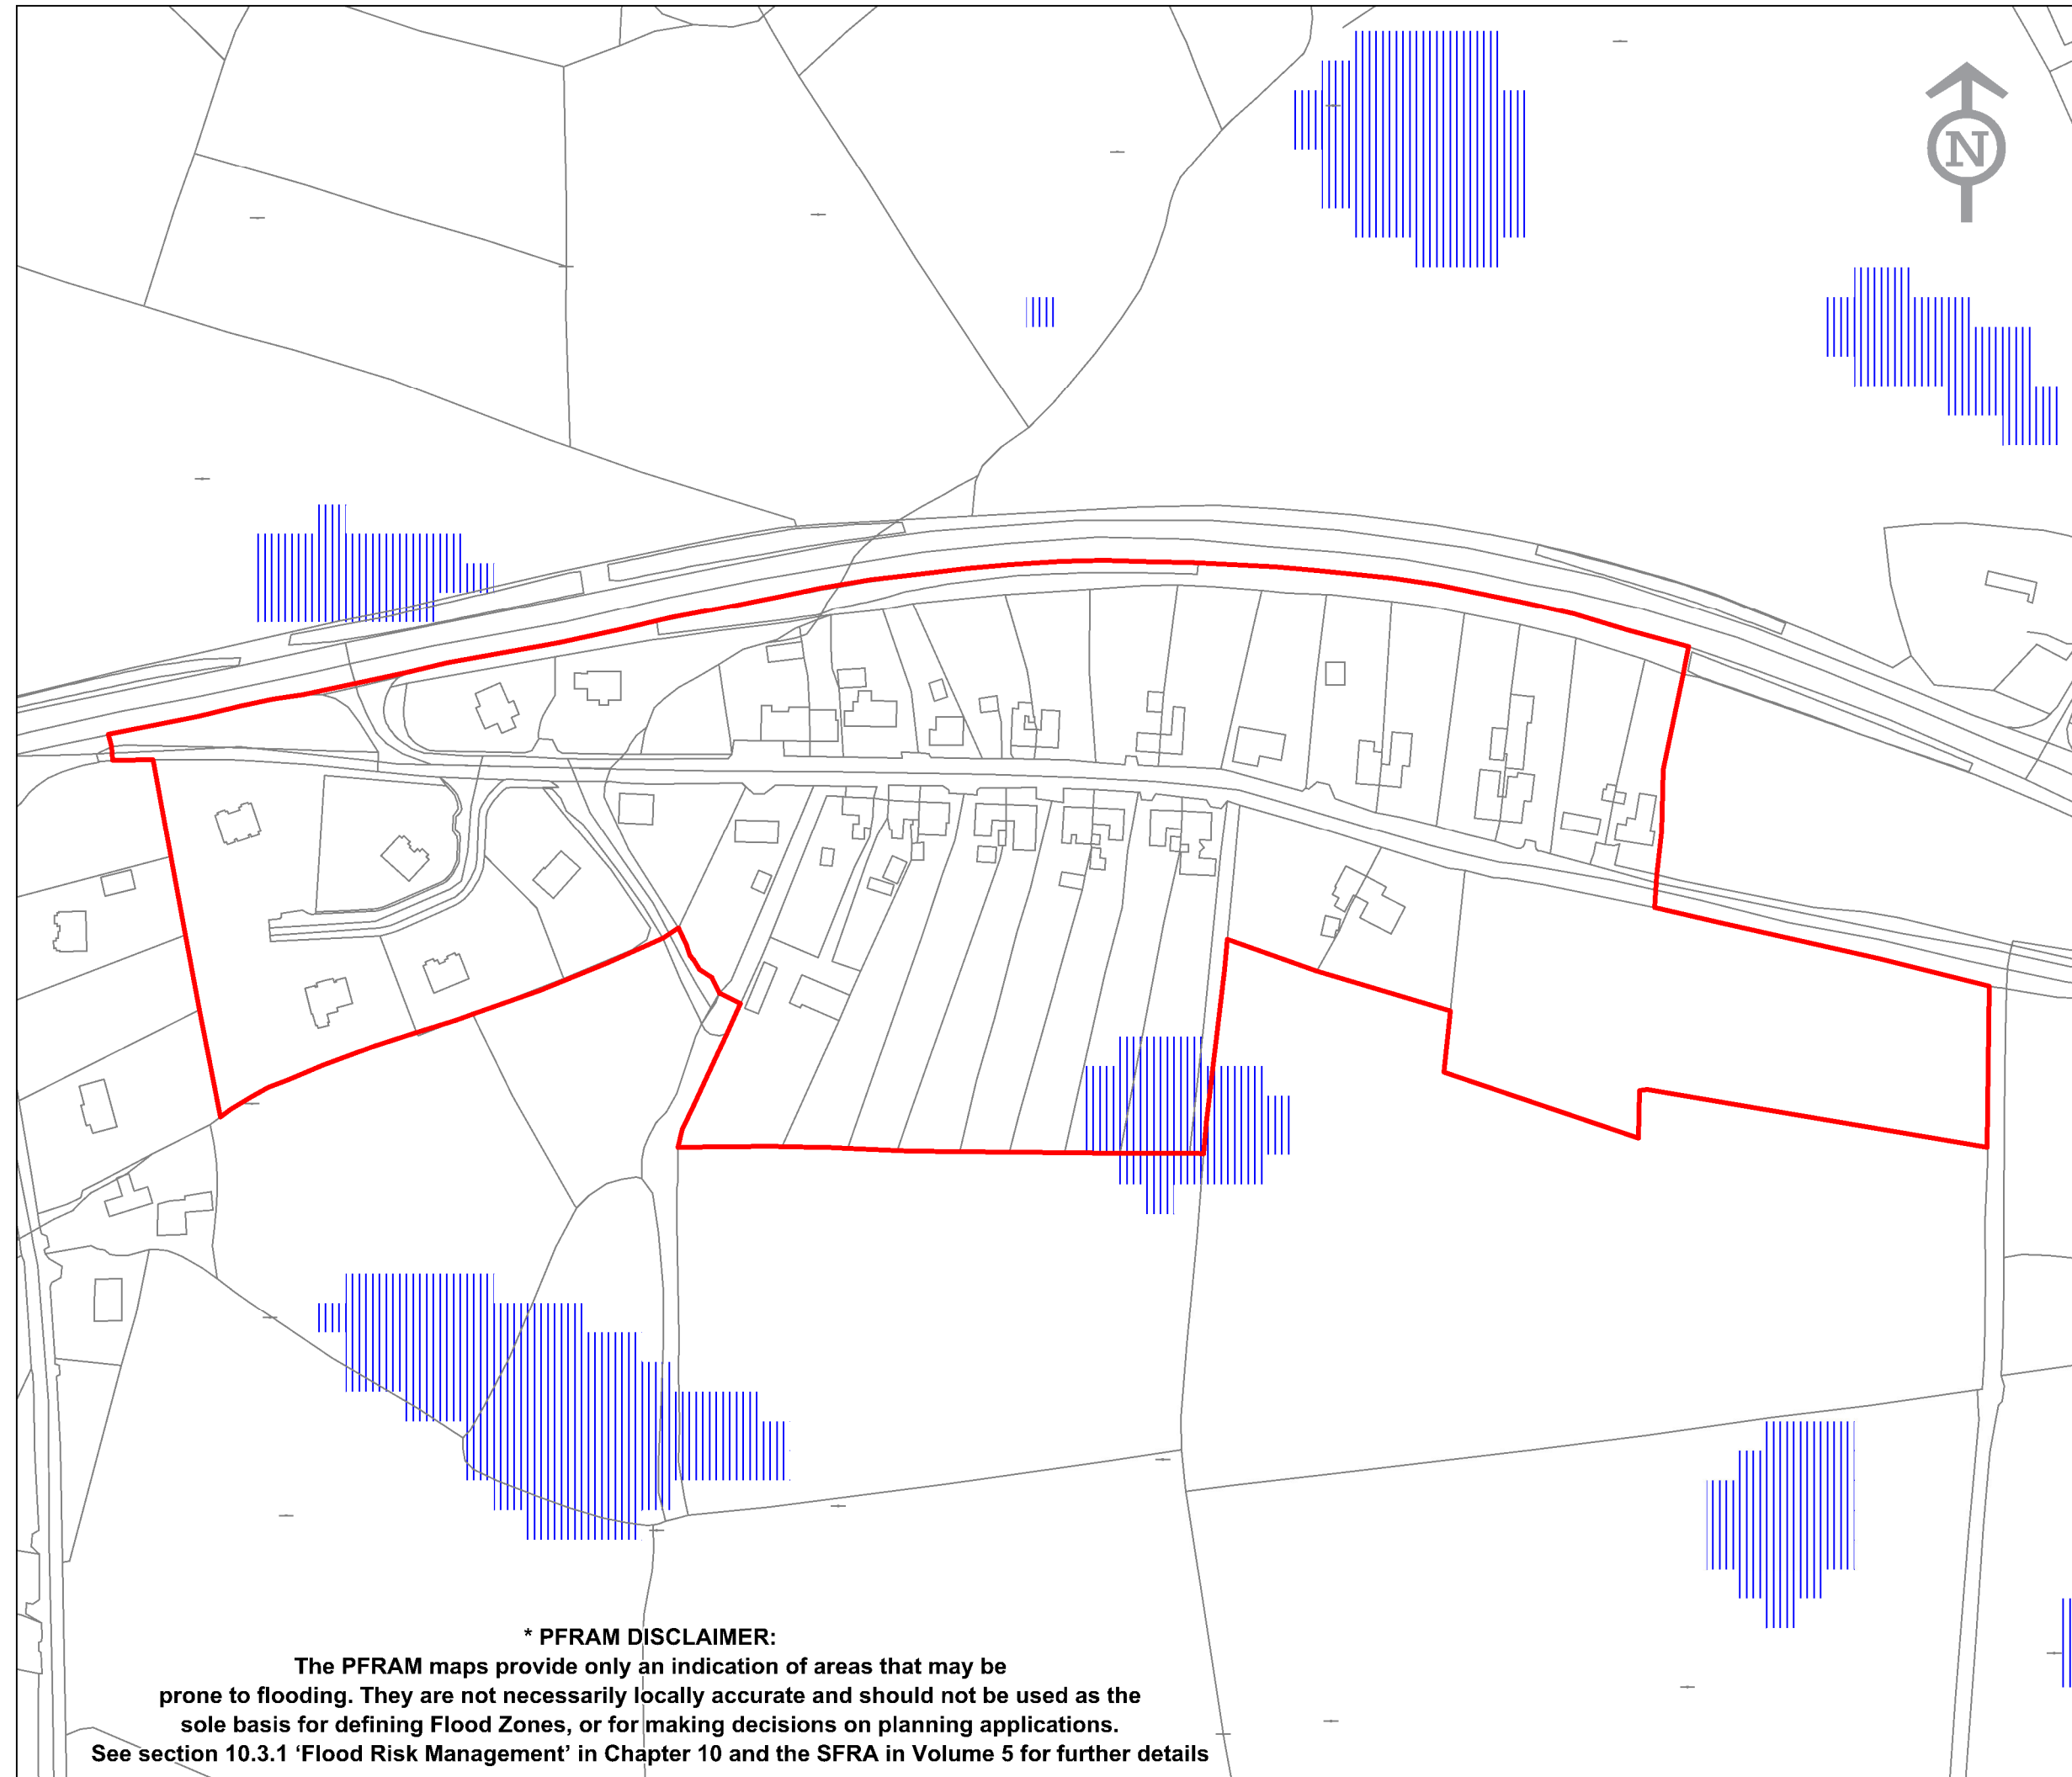 N
* PFRAM DISCLAIMER:
The PFRAM maps provide only an indication of areas that may be
prone to flooding. They are not necessarily locally accurate and should not be used as the
sole basis for defining Flood Zones, or for making decisions on planning applications.
See section 10.3.1 ‘Flood Risk Management’ in Chapter 10 and the SFRA in Volume 5 for further details